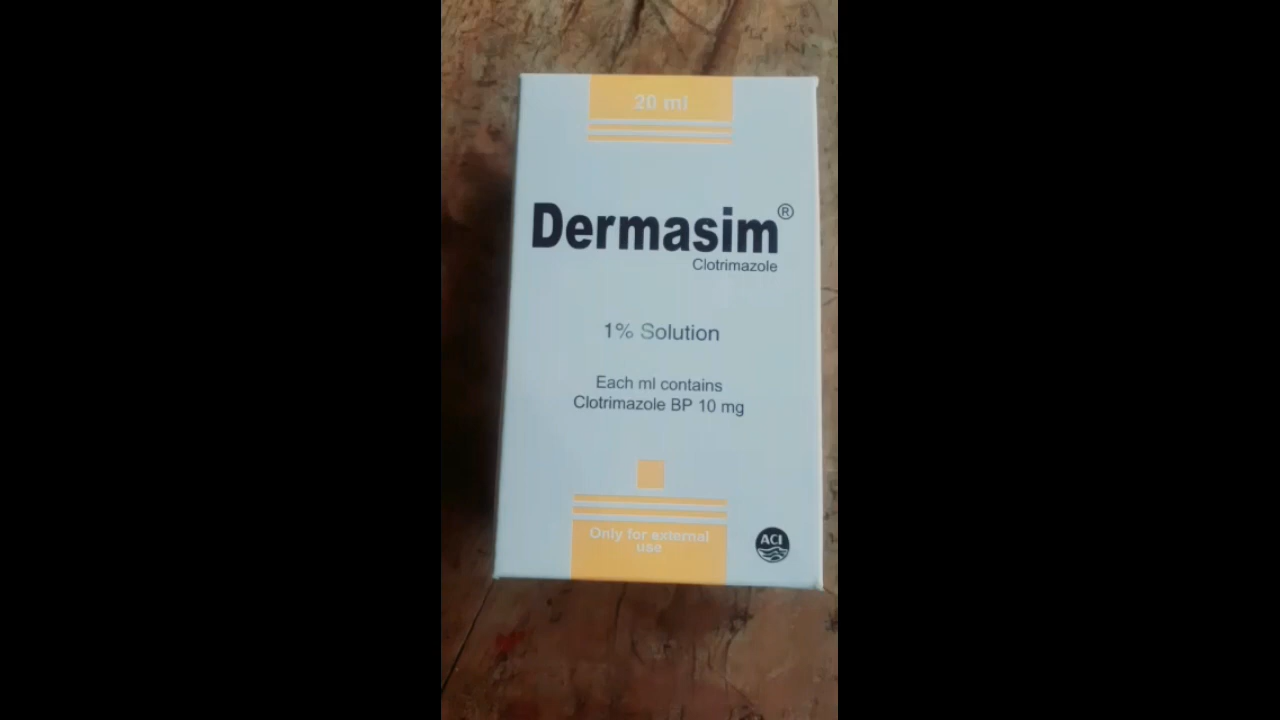 20 ml
Dermasim®
Clotrimazole
1% Solution
Each ml contains
Clotrimazole BP 10 mg
Only for external
use
ACI